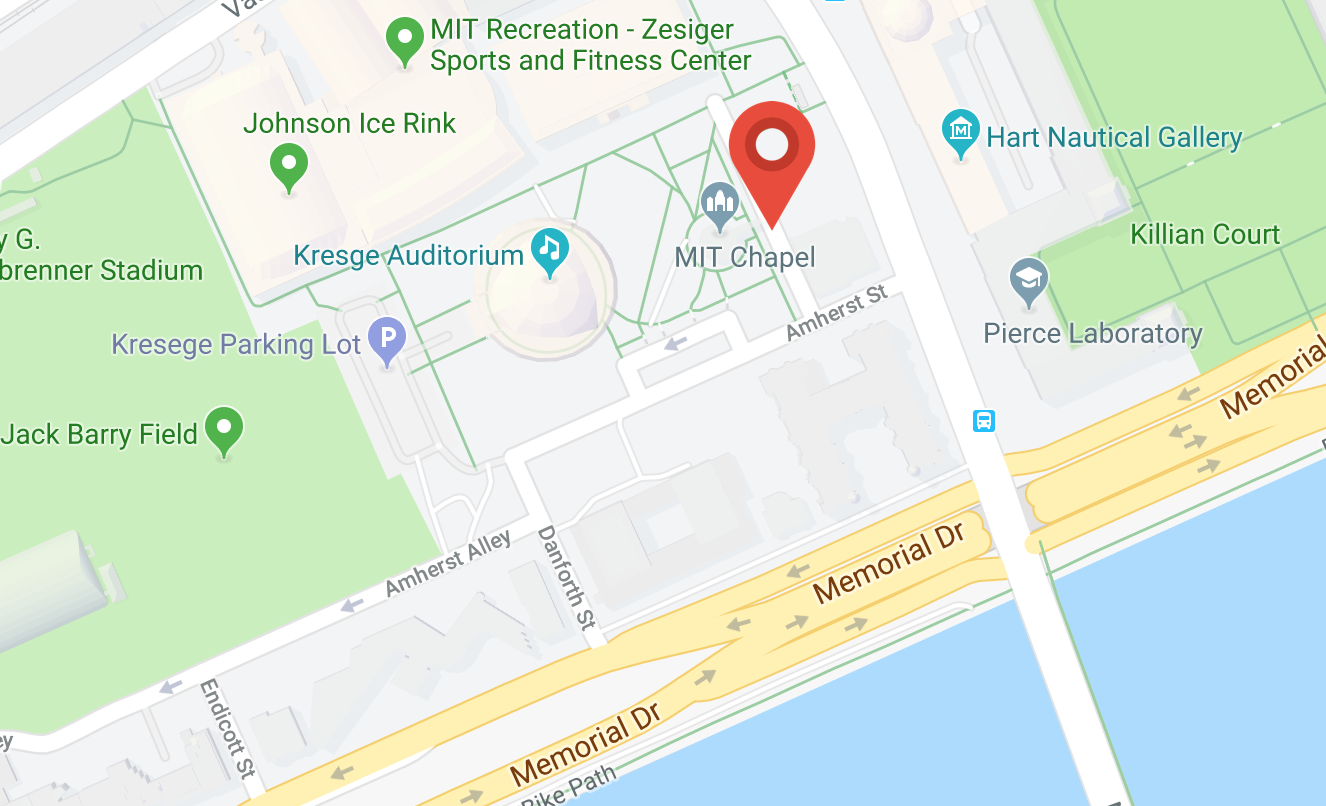 MIT Recreation - Zesiger
Sports and Fitness Center
Johnson Ice Rink
Hart Nautical Gallery
y G.
brenner Stadium
Kresge Auditorium
MIT Chapel
Killian Court
Kresege Parking Lot
P
Amherst St
Pierce Laboratory
Memorial
Jack Barry Field
Memorial Dr
Amherst Alley
Danforth St
Endicott St
Memorial Dr
Bike Path